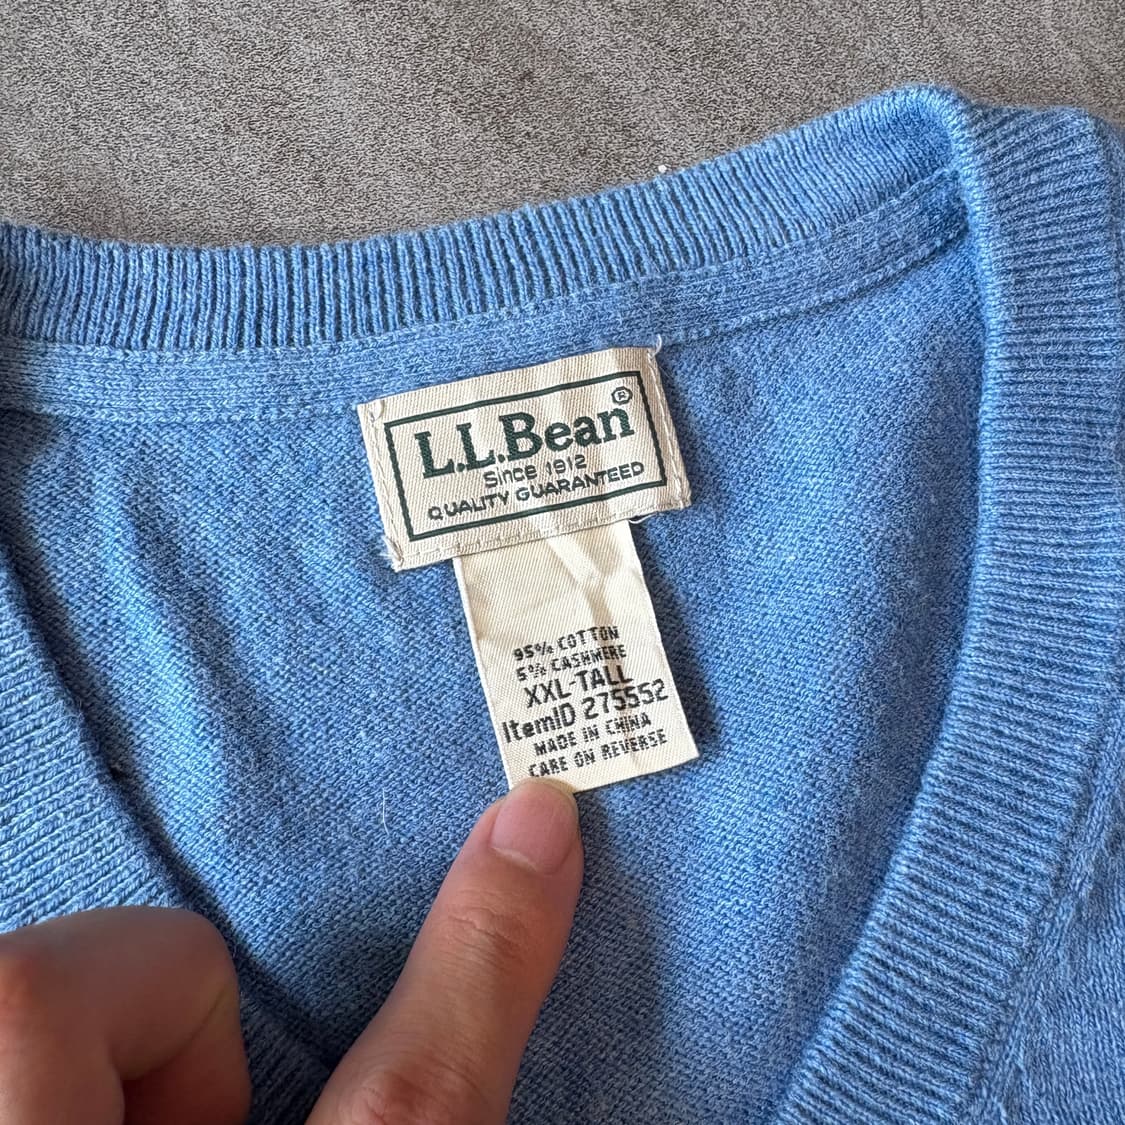 L.L.Bean®
Since 1912
QUALITY GUARANTEED
95% COTTON
5% CASHMERE
XXL-TALL
ItemID 275552
MADE IN CHINA
CARE ON REVERSE